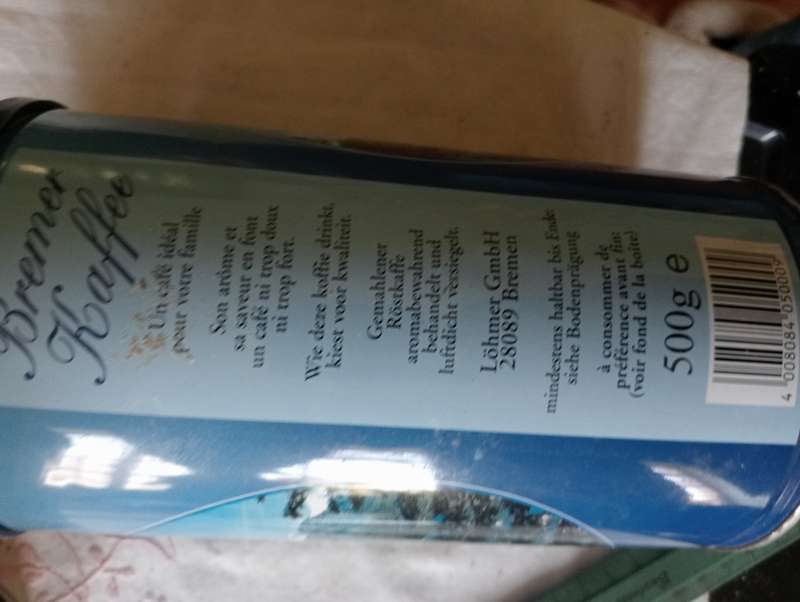 Bremer
Kaffee
Un café idéal
pour votre famille
Son arôme et
sa saveur en font
un café ni trop doux
ni trop fort.
Wie deze koffie drinkt,
kiest voor kwaliteit.
Gemahlener
Röstkaffe
aromabewahrend
behandelt und
luftdicht versiegelt.
Löhmer GmbH
28089 Bremen
mindestens haltbar bis Ende:
siehe Bodenprägung
à consommer de
préférence avant fin:
(voir fond de la boîte)
500g e
4 008084 050009